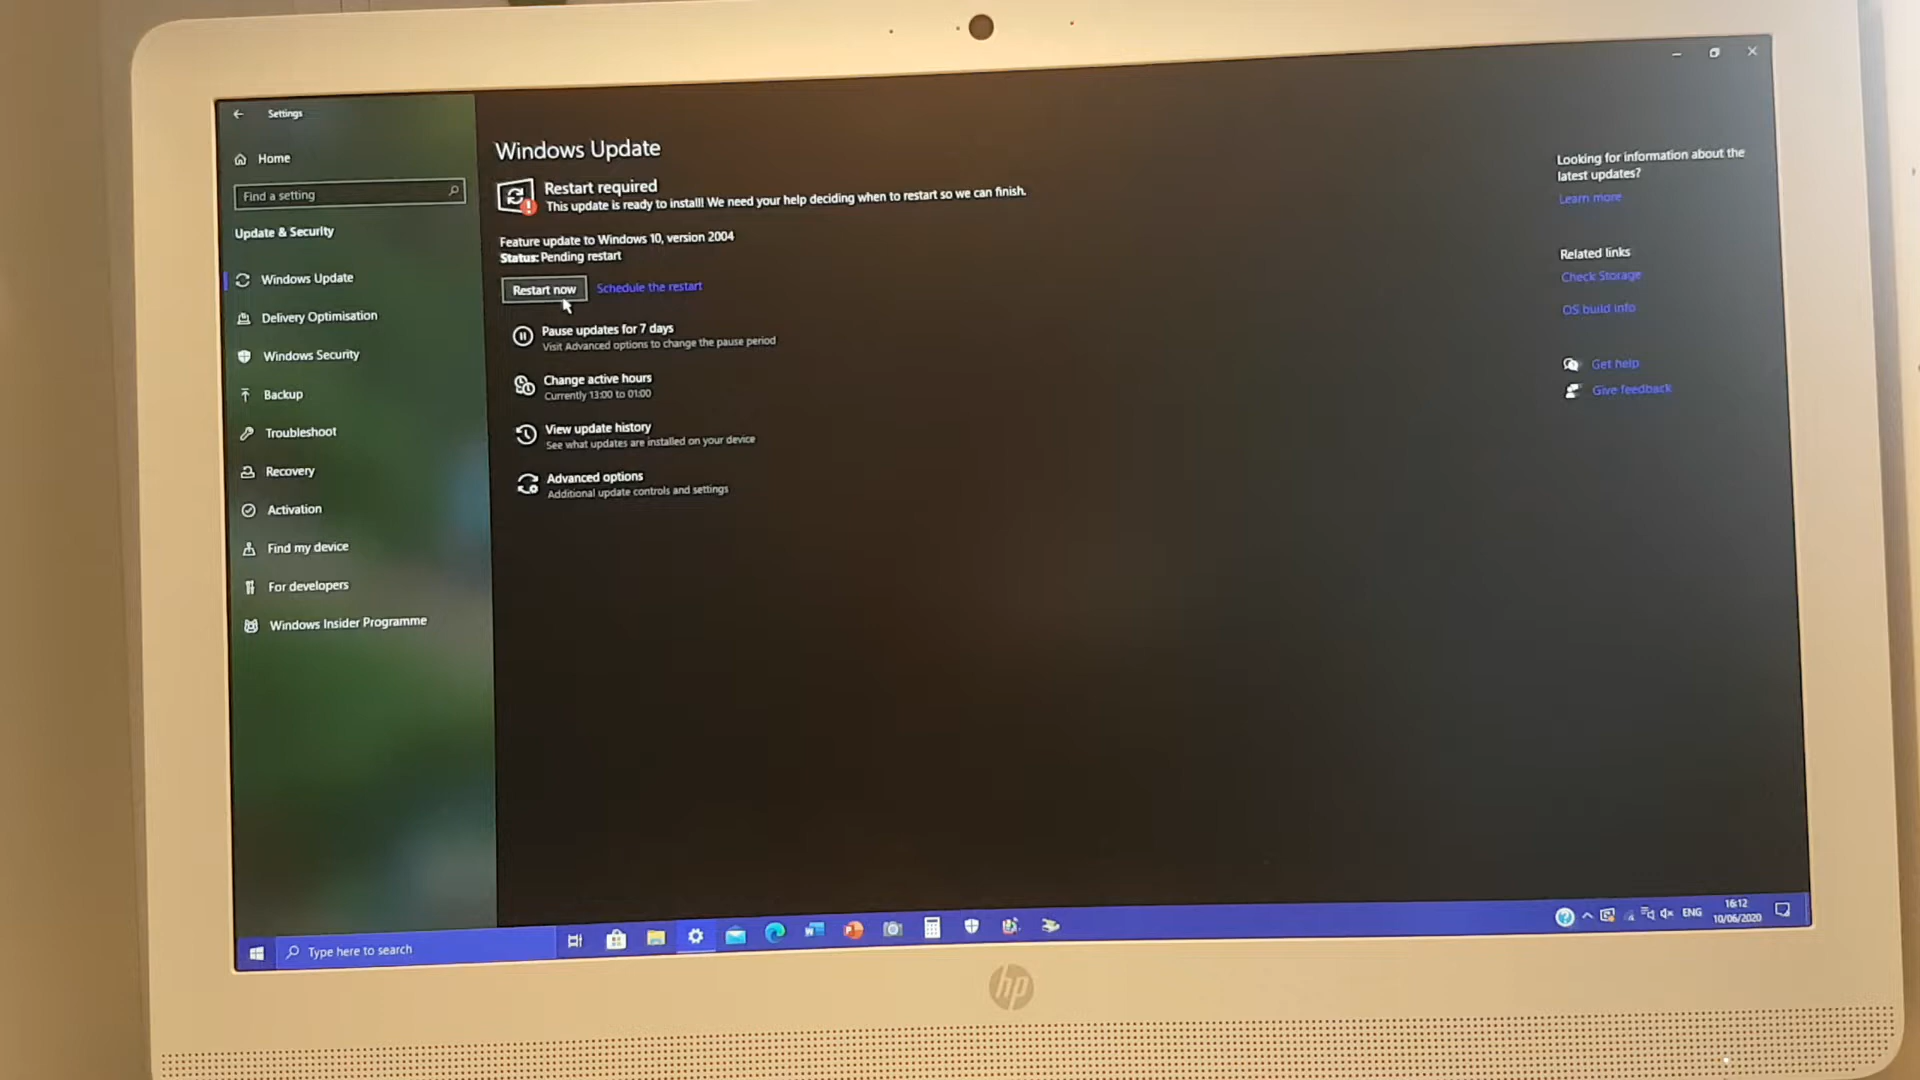 Settings
Home
Find a setting
Update & Security
Windows Update
Delivery Optimisation
Windows Security
Backup
Troubleshoot
Recovery
Activation
Find my device
For developers
Windows Insider Programme
Windows Update
Restart required
This update is ready to install! We need your help deciding when to restart so we can finish.
Feature update to Windows 10, version 2004
Status: Pending restart
Restart now
Schedule the restart
Pause updates for 7 days
Visit Advanced options to change the pause period
Change active hours
Currently 13:00 to 01:00
View update history
See what updates are installed on your device
Advanced options
Additional update controls and settings
Looking for information about the
latest updates?
Learn more
Related links
Check Storage
OS build info
Get help
Give feedback
Type here to search
ENG
16:12
10/06/2020
hp